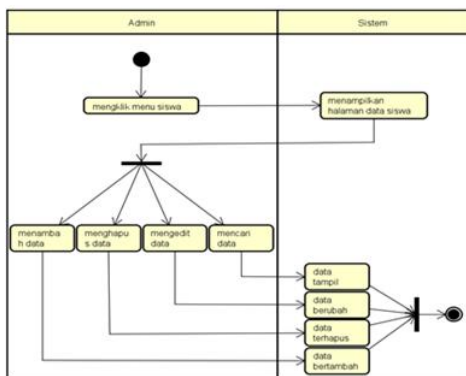 Admin
Sistem
mengklik menu siswa
menampilkan
halaman data siswa
menamba
h data
menghapu
s data
mengedit
data
mencari
data
data
tampil
data
berubah
data
terhapus
data
bertambah